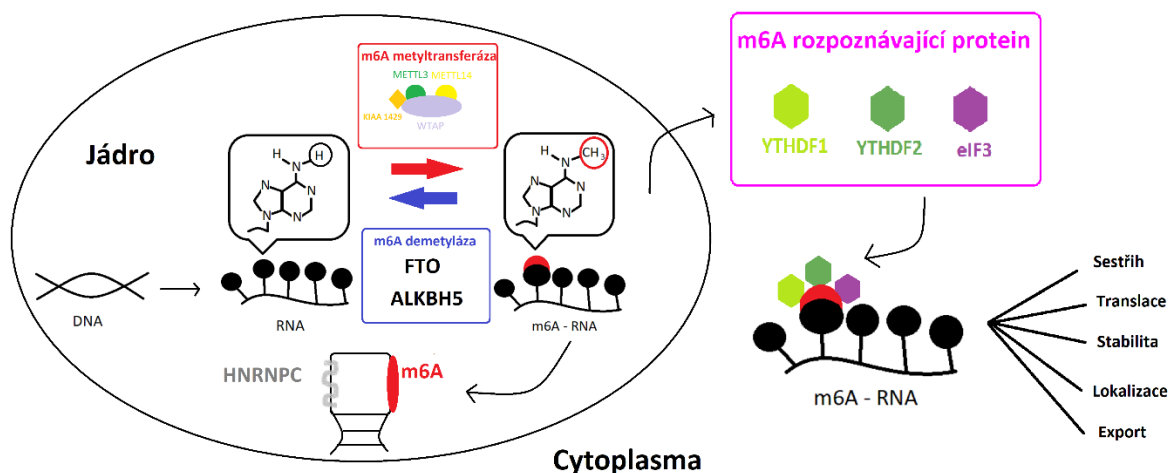 m6A metyltransferáza
METTL3 METTL14
KIAA 1429
WTAP
Jádro
H
N
H
N
N
N
N
H
N
CH3
N
N
N
N
m6A demetyláza
FTO
ALKBH5
DNA
RNA
m6A - RNA
HNRNPC
m6A
Cytoplasma
m6A rozpoznávající protein
YTHDF1
YTHDF2
eIF3
m6A - RNA
Sestřih
Translace
Stabilita
Lokalizace
Export